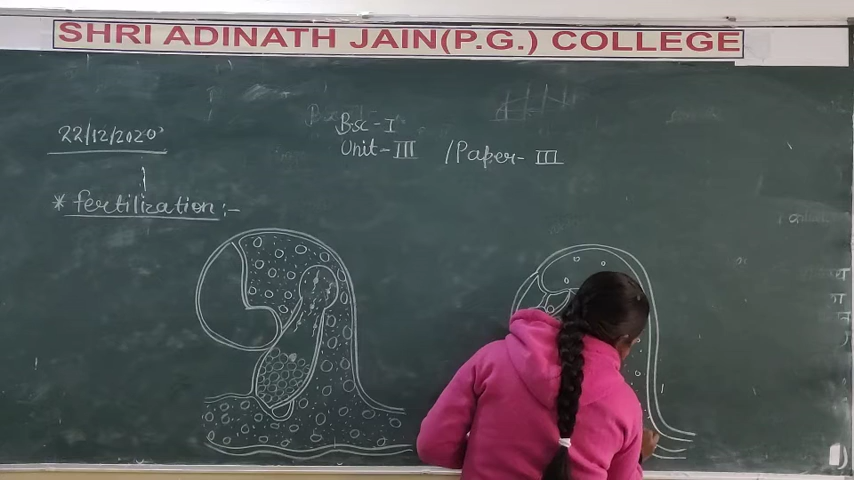 SHRI ADINATH JAIN(P.G.) COLLEGE
22/12/2020
Bsc-I
Unit-III /Paper-III
* fertilization :-